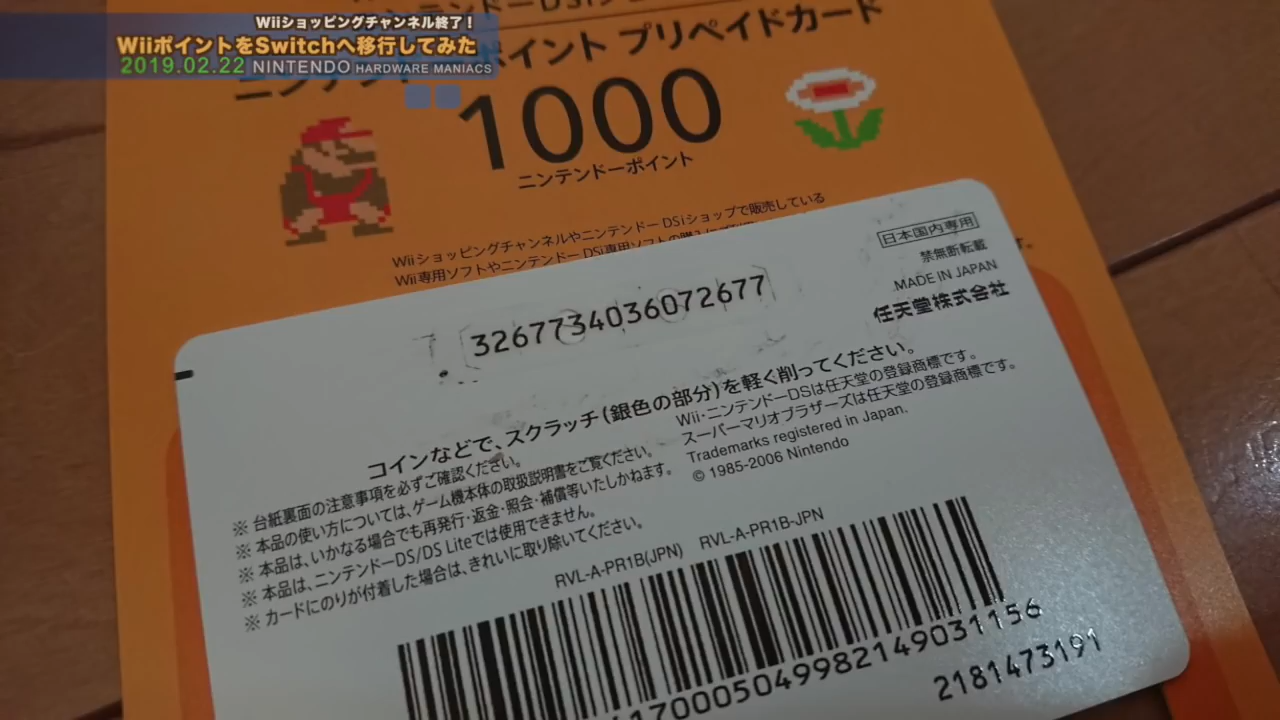 Wiiショッピングチャンネル終了！
WiiポイントをSwitchへ移行してみた
2019.02.22 NINTENDO HARDWARE MANIACS
ポイント プリペイドカード
1000
ニンテンドーポイント
Wiiショッピングチャンネルやニンテンドー DSiショップで販売している
Wii専用ソフトやニンテンドー DSi専用ソフトの購入に
日本国内専用
禁無断転載
MADE IN JAPAN
任天堂株式会社
3267734036072677
コインなどで、スクラッチ(銀色の部分)を軽く削ってください。
※ 台紙裏面の注意事項を必ずご確認ください。
※ 本品の使い方については、ゲーム機本体の取扱説明書をご覧ください。
※ 本品は、いかなる場合でも再発行・返金・照会・補償等いたしかねます。
※ 本品は、ニンテンドーDS/DS Liteでは使用できません。
※ カードにのりが付着した場合は、きれいに取り除いてください。
Wii・ニンテンドーDSは任天堂の登録商標です。
スーパーマリオブラザーズは任天堂の登録商標です。
Trademarks registered in Japan.
© 1985-2006 Nintendo
RVL-A-PR1B(JPN) RVL-A-PR1B-JPN
4170005049982149031156
2181473191